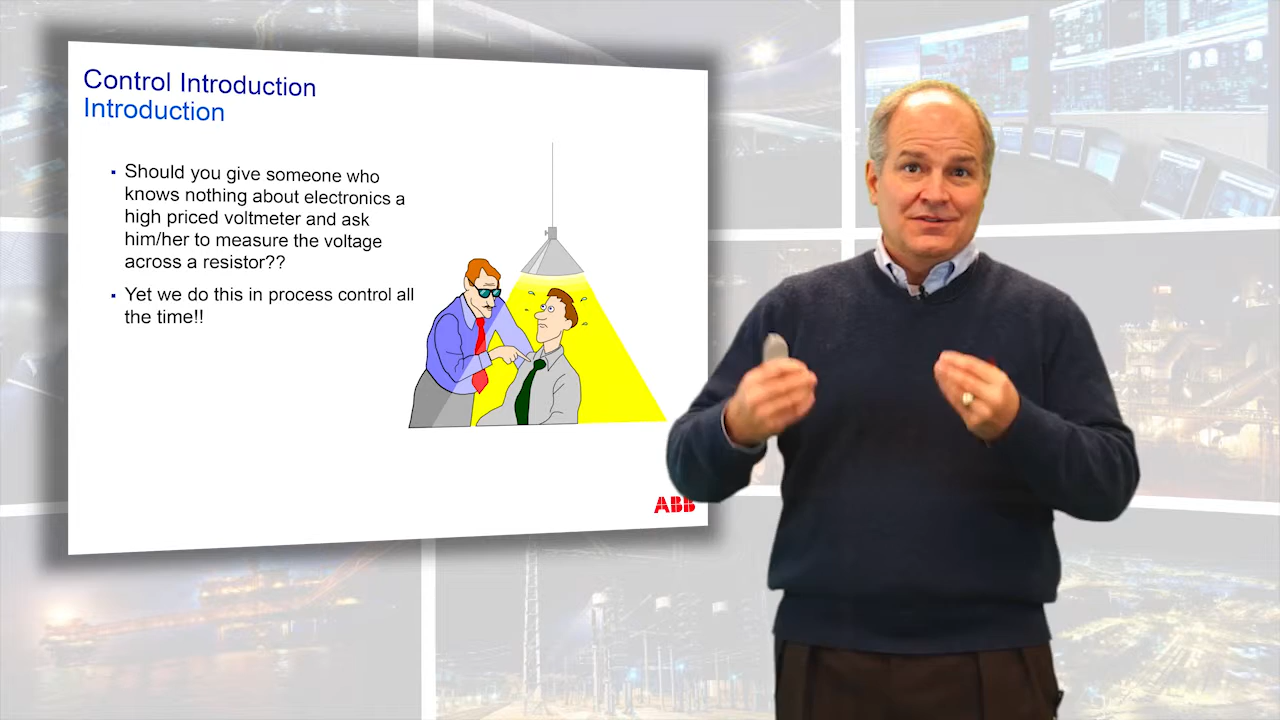 Control Introduction
Introduction
▪ Should you give someone who
knows nothing about electronics a
high priced voltmeter and ask
him/her to measure the voltage
across a resistor??
▪ Yet we do this in process control all
the time!!
ABB